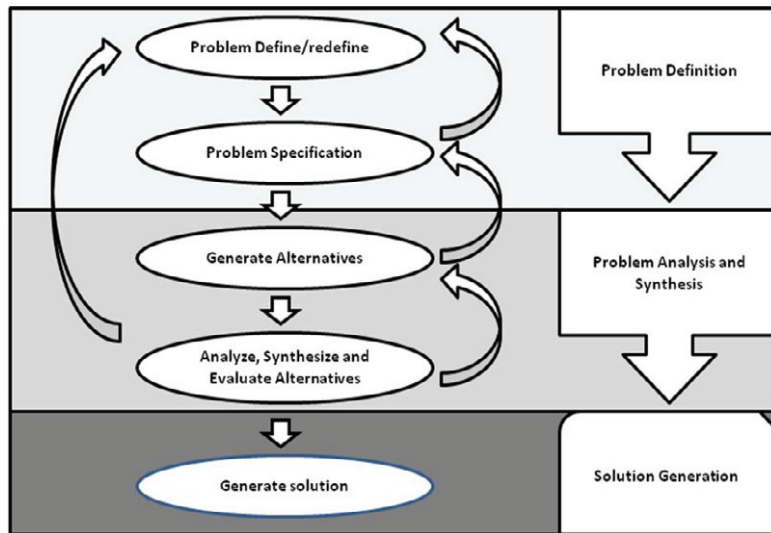 Problem Define/redefine
Problem Definition
Problem Specification
Generate Alternatives
Problem Analysis and
Synthesis
Analyze, Synthesize and
Evaluate Alternatives
Generate solution
Solution Generation